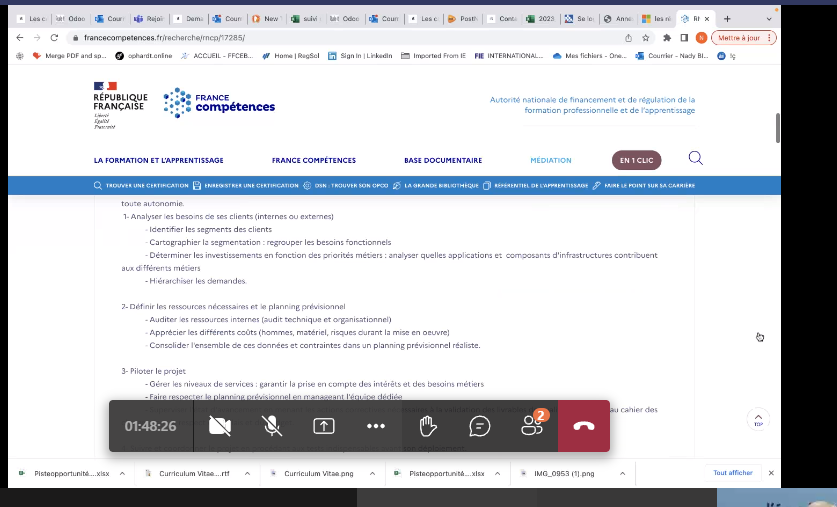 Les c
Odoo
Courr
Rejoi
Dema
Courr
New
suivi
Odoo
Cour
Les c
Posth
Cont
2023
Se lo
Anne
les ni
Mettre à jour
francecompetences.fr/recherche/rncp/17285/
Merge PDF and sp... ophardt.online ACCUEIL - FFCEB... Home | RegSol Sign In | LinkedIn Imported From IE FIE INTERNATIONAL... Mes fichiers - One... Courrier - Nady Bl...
RÉPUBLIQUE
FRANÇAISE
Liberté
Égalité
Fraternité
FRANCE
compétences
Autorité nationale de financement et de régulation de la
formation professionnelle et de l'apprentissage
LA FORMATION ET L'APPRENTISSAGE FRANCE COMPÉTENCES BASE DOCUMENTAIRE MÉDIATION EN 1 CLIC
TROUVER UNE CERTIFICATION ENREGISTRER UNE CERTIFICATION DSN : TROUVER SON OPCO LA GRANDE BIBLIOTHÈQUE RÉFÉRENTIEL DE L'APPRENTISSAGE FAIRE LE POINT SUR SA CARRIÈRE
toute autonomie.
1- Analyser les besoins de ses clients (internes ou externes)
- Identifier les segments des clients
- Cartographier la segmentation : regrouper les besoins fonctionnels
- Déterminer les investissements en fonction des priorités métiers : analyser quelles applications et composants d'infrastructures contribuent
aux différents métiers
- Hiérarchiser les demandes.
2- Définir les ressources nécessaires et le planning prévisionnel
- Auditer les ressources internes (audit technique et organisationnel)
- Apprécier les différents coûts (hommes, matériel, risques durant la mise en oeuvre)
- Consolider l'ensemble de ces données et contraintes dans un planning prévisionnel réaliste.
3- Piloter le projet
- Gérer les niveaux de services : garantir la prise en compte des intérêts et des besoins métiers
- Faire respecter le planning prévisionnel en manageant l'équipe dédiée
au cahier des
01:48:26
2
TOP
Pisteopportunité....xlsx Curriculum Vitae....rtf Curriculum Vitae.png Pisteopportunité....xlsx IMG_0953 (1).png Tout afficher